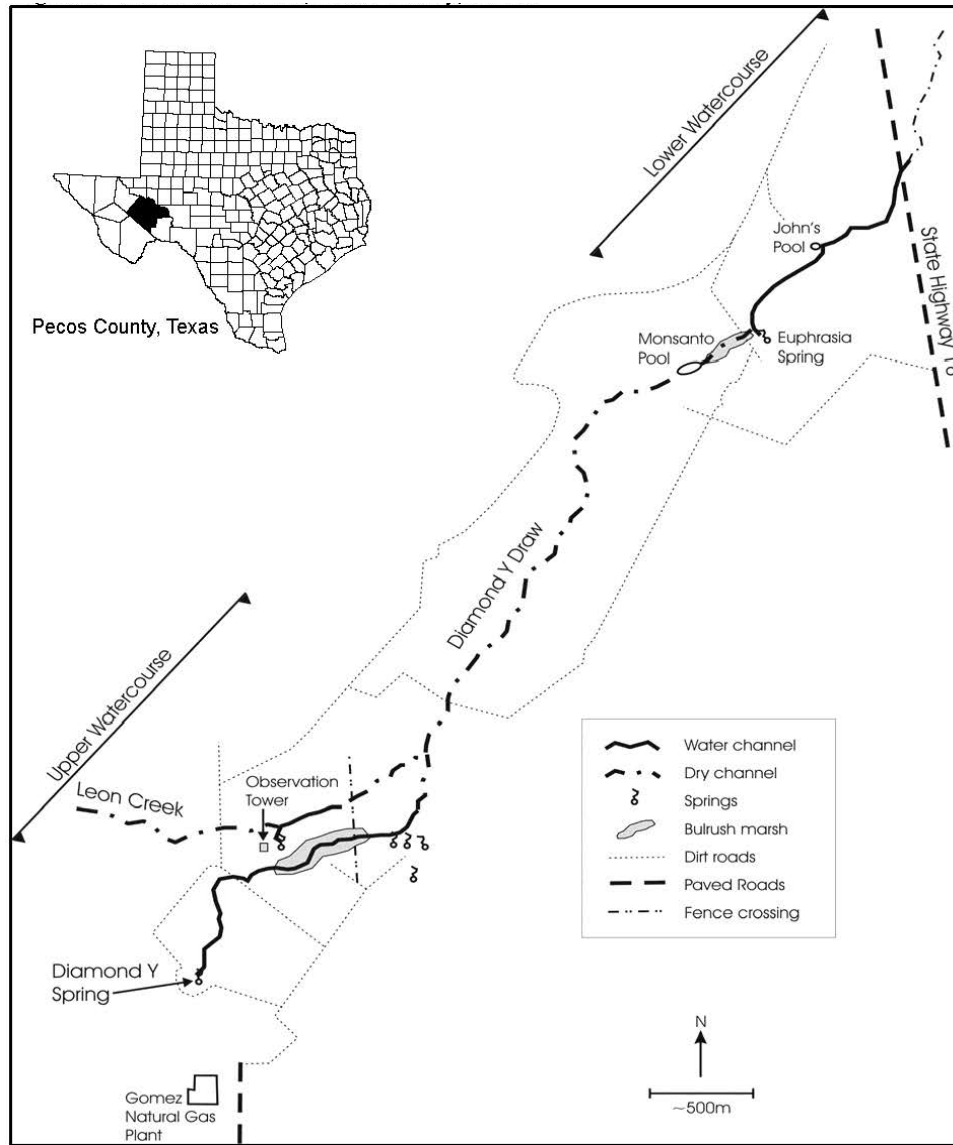 Pecos County, Texas
Lower Watercourse
John's
Pool
State Highway
Monsanto
Pool
Euphrasia
Spring
Diamond Y Draw
Upper Watercourse
Leon Creek
Observation
Tower
Diamond Y
Spring
Gomez
Natural Gas
Plant
Water channel
Dry channel
Springs
Bulrush marsh
Dirt roads
Paved Roads
Fence crossing
N
~500m